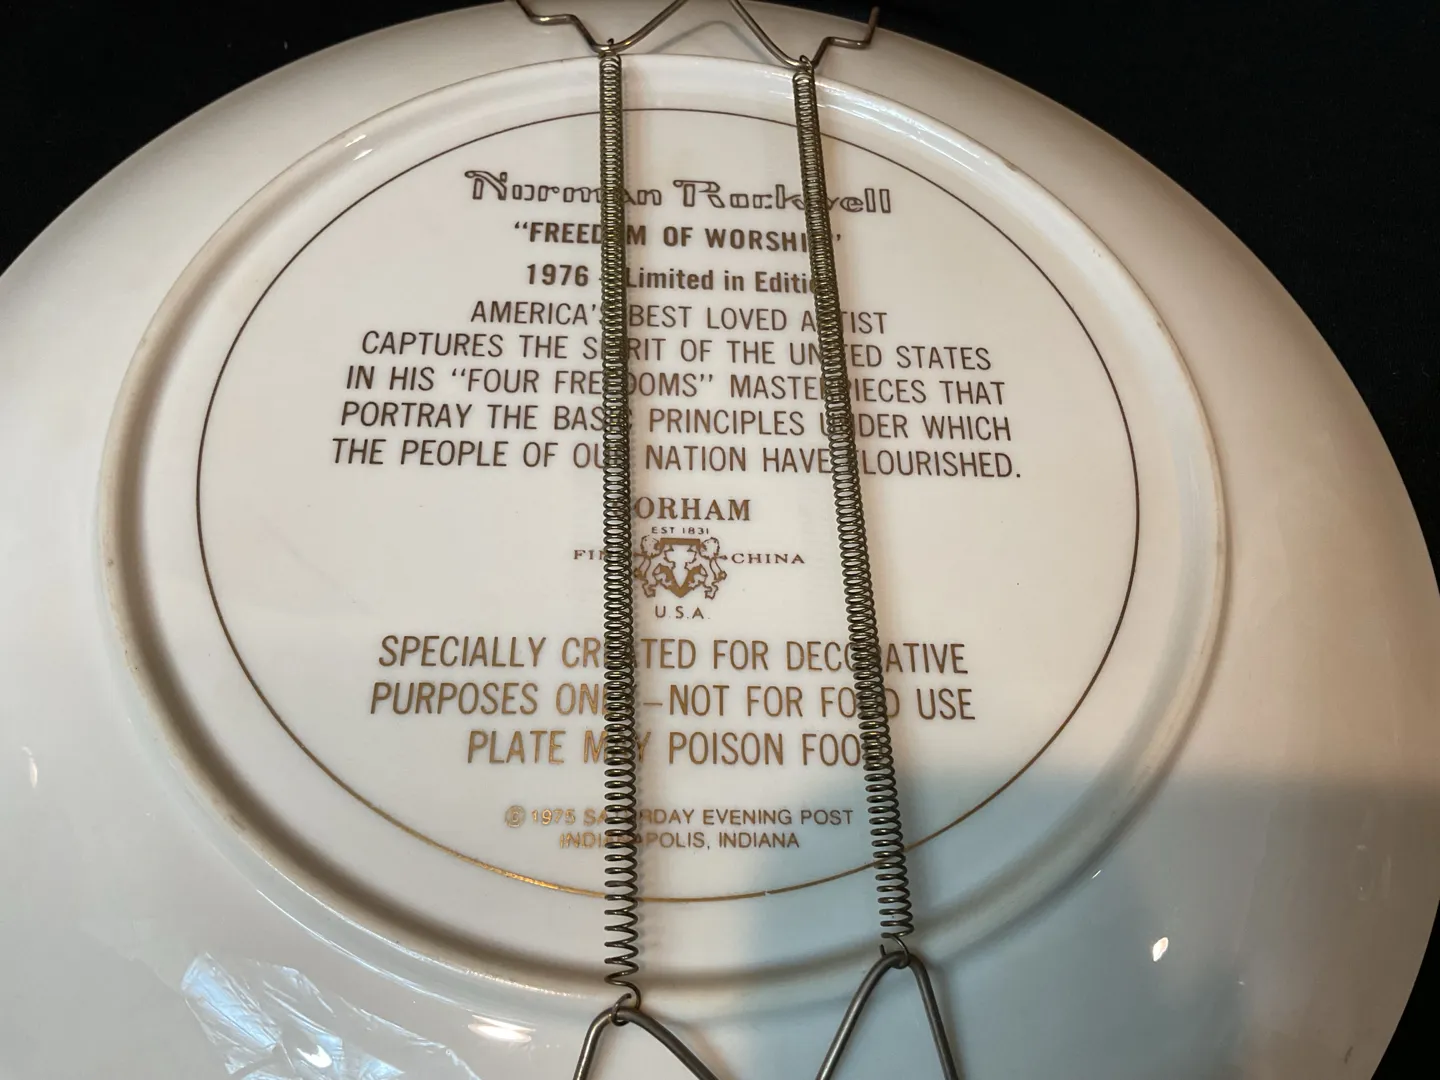 Norman Rockwell
"FREEDOM OF WORSHIP"
1976 - Limited in Edition
AMERICA'S BEST LOVED ARTIST
CAPTURES THE SPIRIT OF THE UNITED STATES
IN HIS "FOUR FREEDOMS" MASTERPIECES THAT
PORTRAY THE BASIC PRINCIPLES UNDER WHICH
THE PEOPLE OF OUR NATION HAVE FLOURISHED.
GORHAM
EST 1831
FINE CHINA
U.S.A.
SPECIALLY CREATED FOR DECORATIVE
PURPOSES ONLY—NOT FOR FOOD USE
PLATE MAY POISON FOOD
© 1975 SATURDAY EVENING POST
INDIANAPOLIS, INDIANA